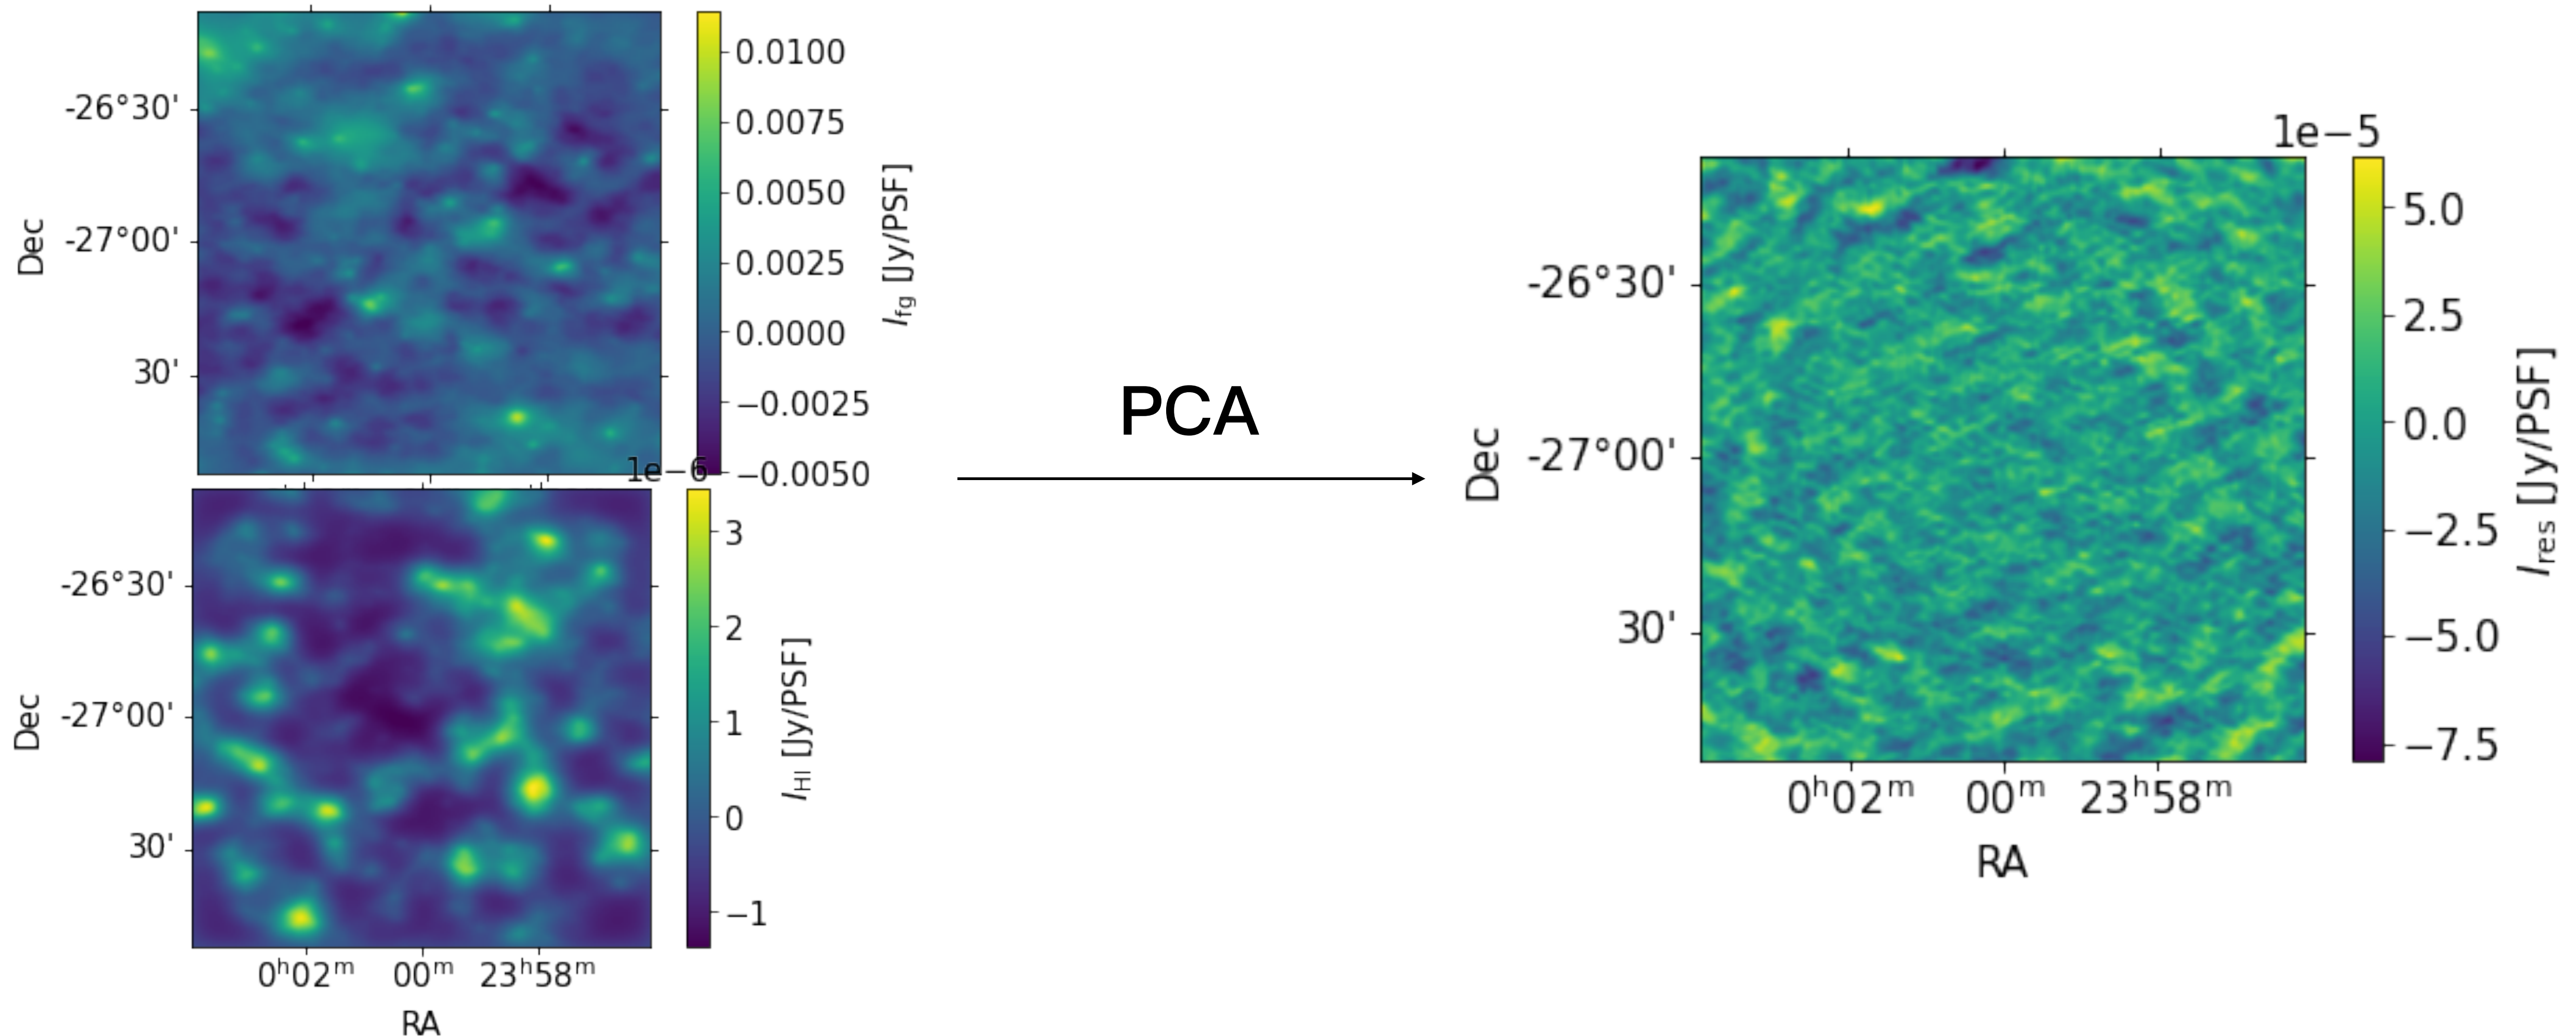 0.0100
0.0075
0.0050
0.0025
0.0000
−0.0025
−0.0050
I_fg [Jy/PSF]
-26°30'
-27°00'
30'
Dec
1e−6
3
2
1
0
−1
I_HI [Jy/PSF]
-26°30'
-27°00'
30'
Dec
0ʰ02ᵐ 00ᵐ 23ʰ58ᵐ
RA
PCA
1e−5
5.0
2.5
0.0
−2.5
−5.0
−7.5
I_res [Jy/PSF]
-26°30'
-27°00'
30'
Dec
0ʰ02ᵐ 00ᵐ 23ʰ58ᵐ
RA